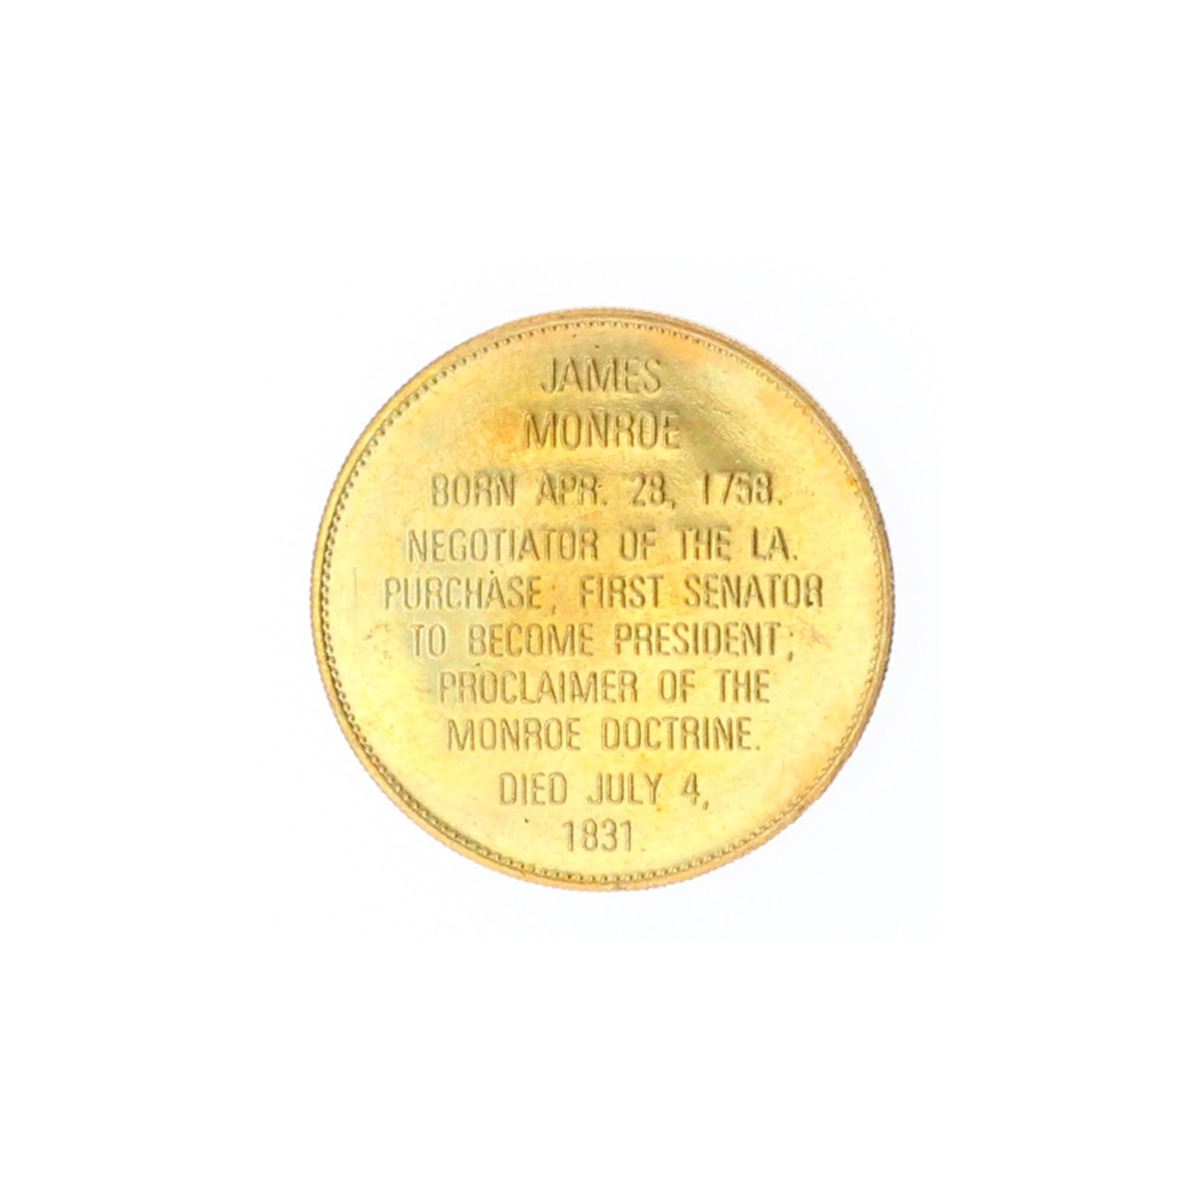 JAMES
MONROE
BORN APR. 28, 1758.
NEGOTIATOR OF THE LA.
PURCHASE; FIRST SENATOR
TO BECOME PRESIDENT;
PROCLAIMER OF THE
MONROE DOCTRINE.
DIED JULY 4,
1831.